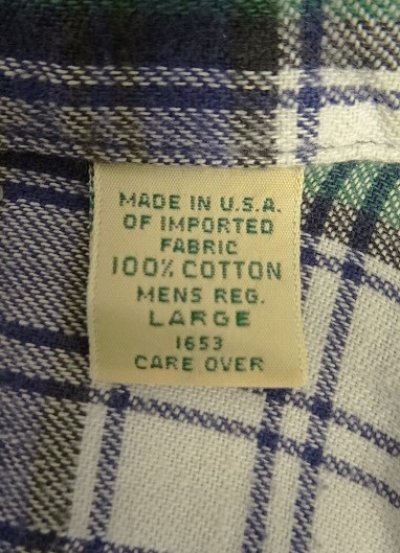 MADE IN U.S.A.
OF IMPORTED
FABRIC
100% COTTON
MENS REG.
LARGE
1653
CARE OVER